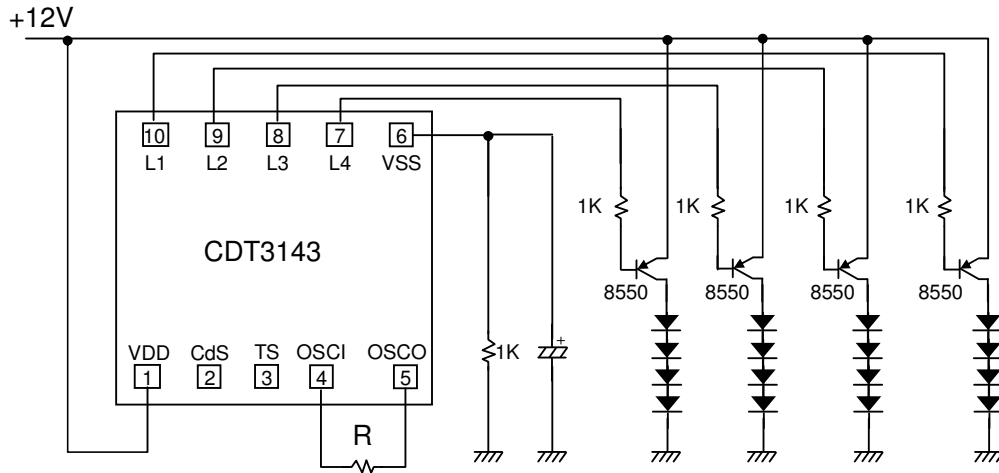 +12V
10 9 8 7 6
L1 L2 L3 L4 VSS
1K 1K 1K 1K
CDT3143
8550 8550 8550 8550
+
1K
VDD CdS TS OSCI OSCO
1 2 3 4 5
R